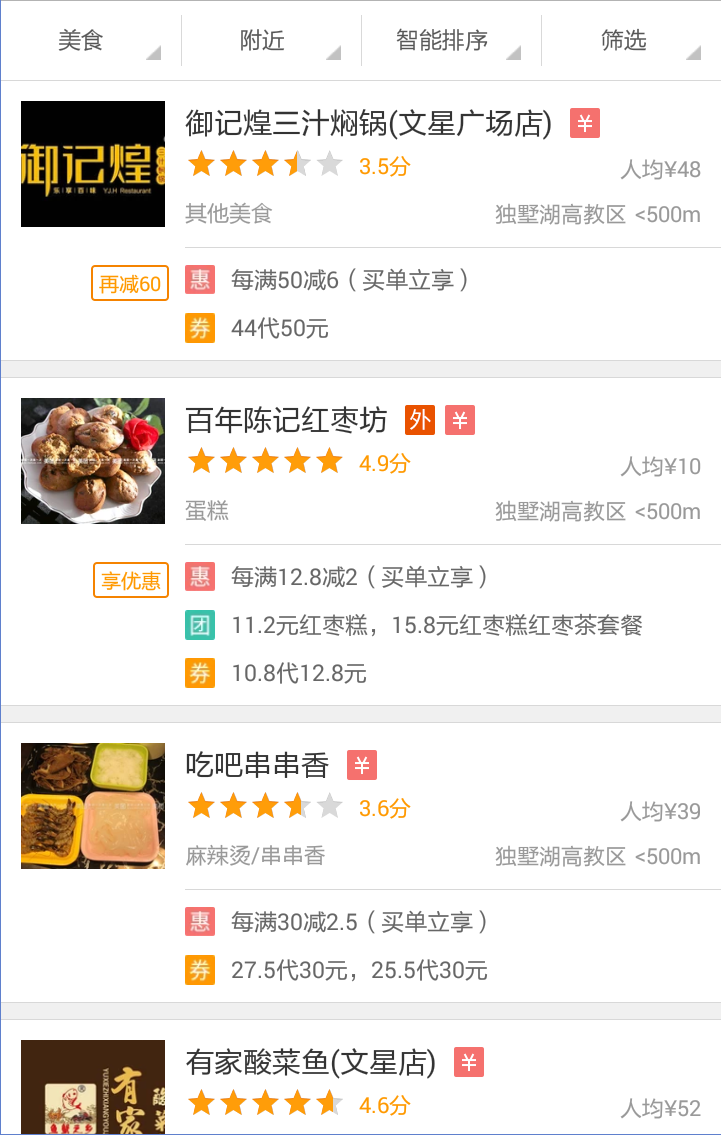 美食 附近 智能排序 筛选
御记煌
三汁焖锅
乐享百味 Y.J.H Restaurant
御记煌三汁焖锅(文星广场店) ¥
3.5分 人均¥48
其他美食 独墅湖高教区 <500m
再减60 惠 每满50减6（买单立享）
券 44代50元
百年陈记红枣坊 外 ¥
4.9分 人均¥10
蛋糕 独墅湖高教区 <500m
享优惠 惠 每满12.8减2（买单立享）
团 11.2元红枣糕，15.8元红枣糕红枣茶套餐
券 10.8代12.8元
吃吧串串香 ¥
3.6分 人均¥39
麻辣烫/串串香 独墅湖高教区 <500m
惠 每满30减2.5（买单立享）
券 27.5代30元，25.5代30元
有家
有家酸菜鱼(文星店) ¥
4.6分 人均¥52